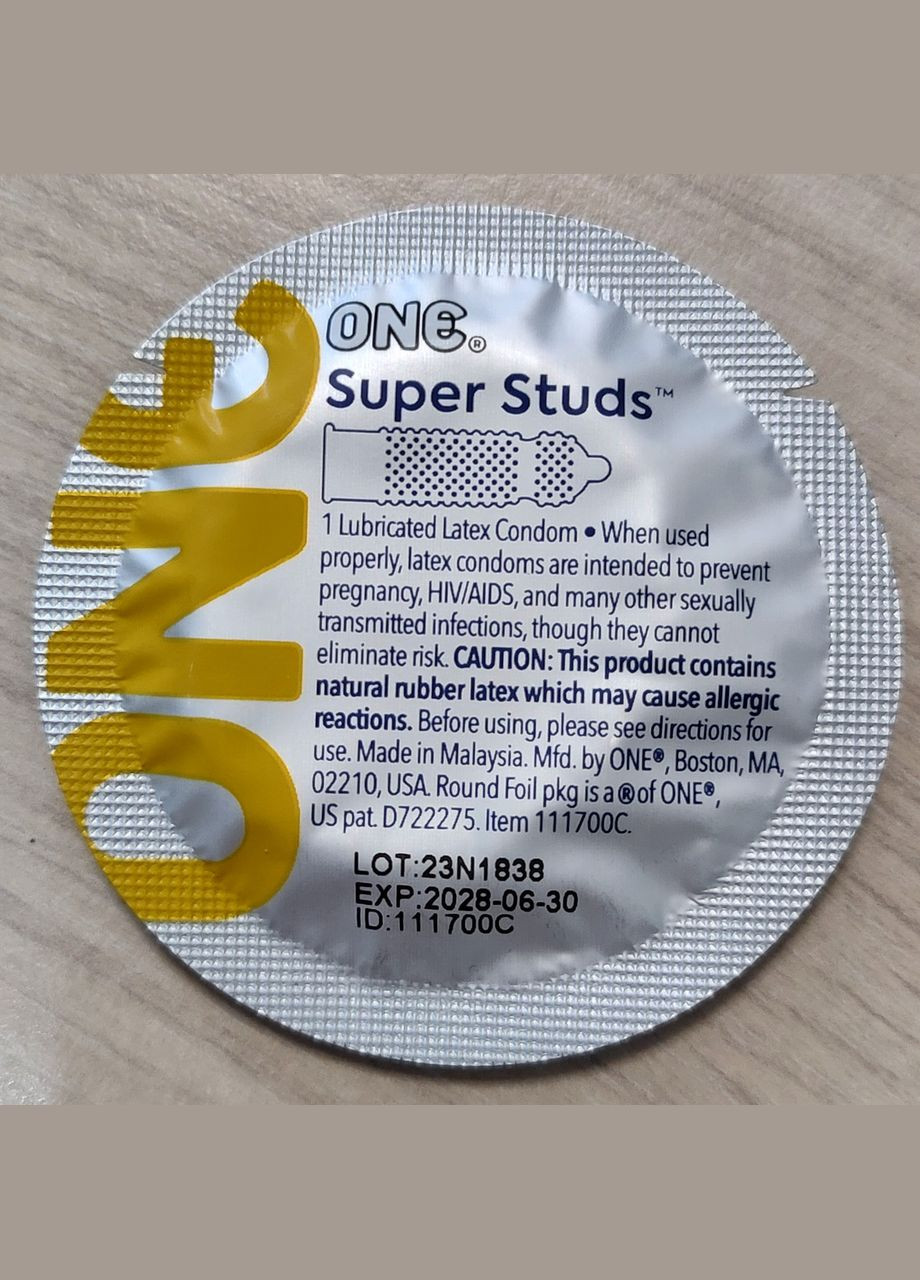 ONE
ONE®
Super Studs™
1 Lubricated Latex Condom • When used
properly, latex condoms are intended to prevent
pregnancy, HIV/AIDS, and many other sexually
transmitted infections, though they cannot
eliminate risk. CAUTION: This product contains
natural rubber latex which may cause allergic
reactions. Before using, please see directions for
use. Made in Malaysia. Mfd. by ONE®, Boston, MA,
02210, USA. Round Foil pkg is a ® of ONE®,
US pat. D722275. Item 111700C.
LOT:23N1838
EXP:2028-06-30
ID:111700C